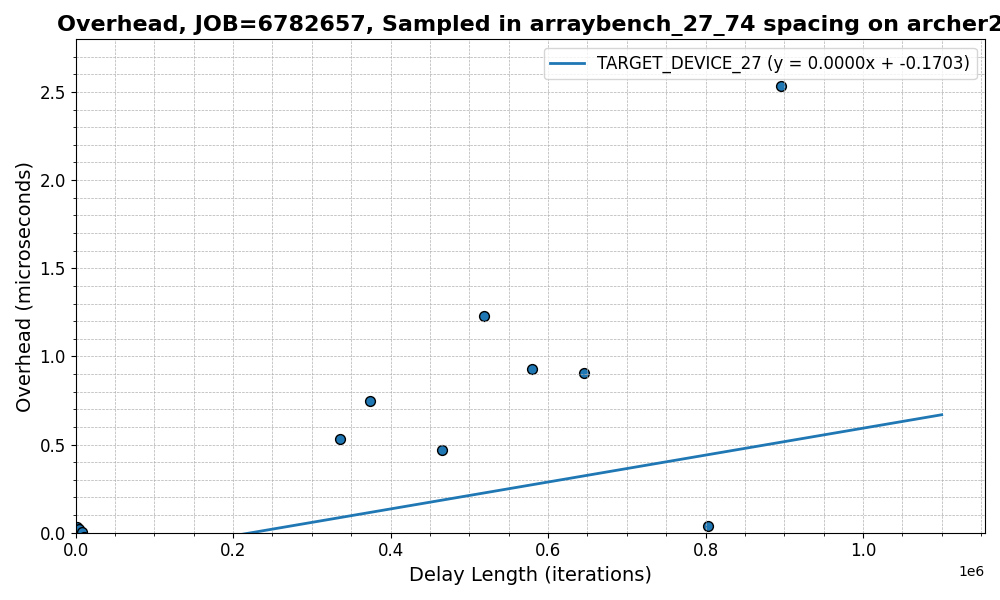 Overhead, JOB=6782657, Sampled in arraybench_27_74 spacing on archer2
TARGET_DEVICE_27 (y = 0.0000x + -0.1703)
Overhead (microseconds)
2.5
2.0
1.5
1.0
0.5
0.0
0.0 0.2 0.4 0.6 0.8 1.0
1e6
Delay Length (iterations)